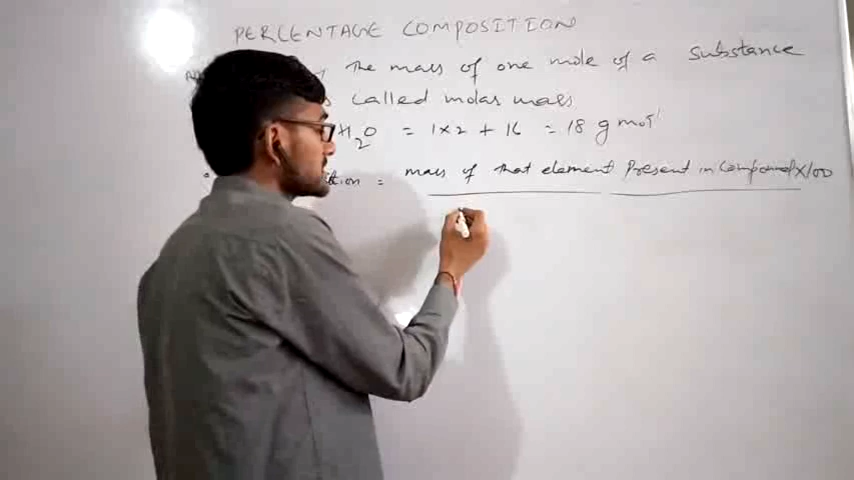 PERCENTAGE COMPOSITION
the mass of one mole of a substance
called molar mass
H₂O = 1×2 + 16 = 18 g mol⁻¹
= mass of that element Present in Compound × 100